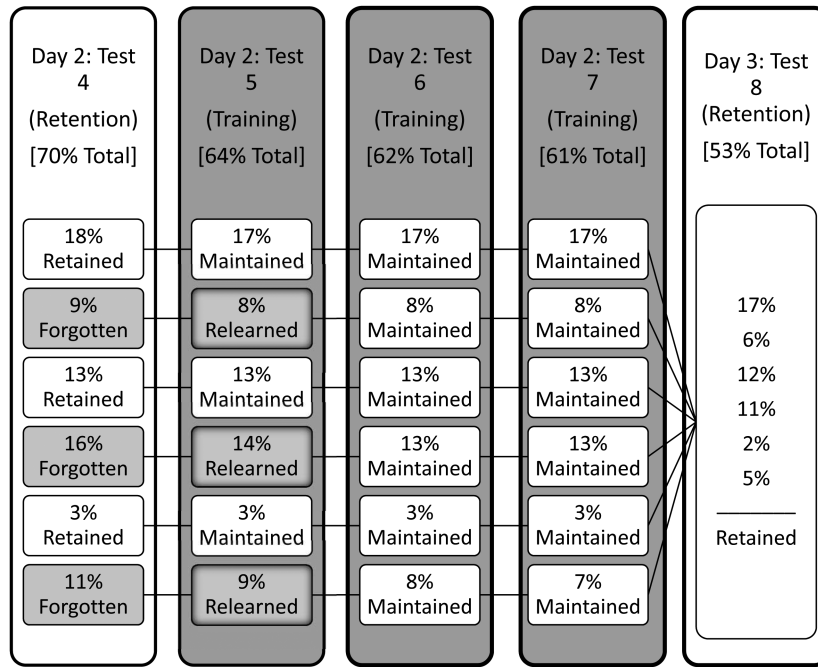 Day 2: Test
4
(Retention)
[70% Total]
18%
Retained
9%
Forgotten
13%
Retained
16%
Forgotten
3%
Retained
11%
Forgotten
Day 2: Test
5
(Training)
[64% Total]
17%
Maintained
8%
Relearned
13%
Maintained
14%
Relearned
3%
Maintained
9%
Relearned
Day 2: Test
6
(Training)
[62% Total]
17%
Maintained
8%
Maintained
13%
Maintained
13%
Maintained
3%
Maintained
8%
Maintained
Day 2: Test
7
(Training)
[61% Total]
17%
Maintained
8%
Maintained
13%
Maintained
13%
Maintained
3%
Maintained
7%
Maintained
Day 3: Test
8
(Retention)
[53% Total]
17%
6%
12%
11%
2%
5%
Retained